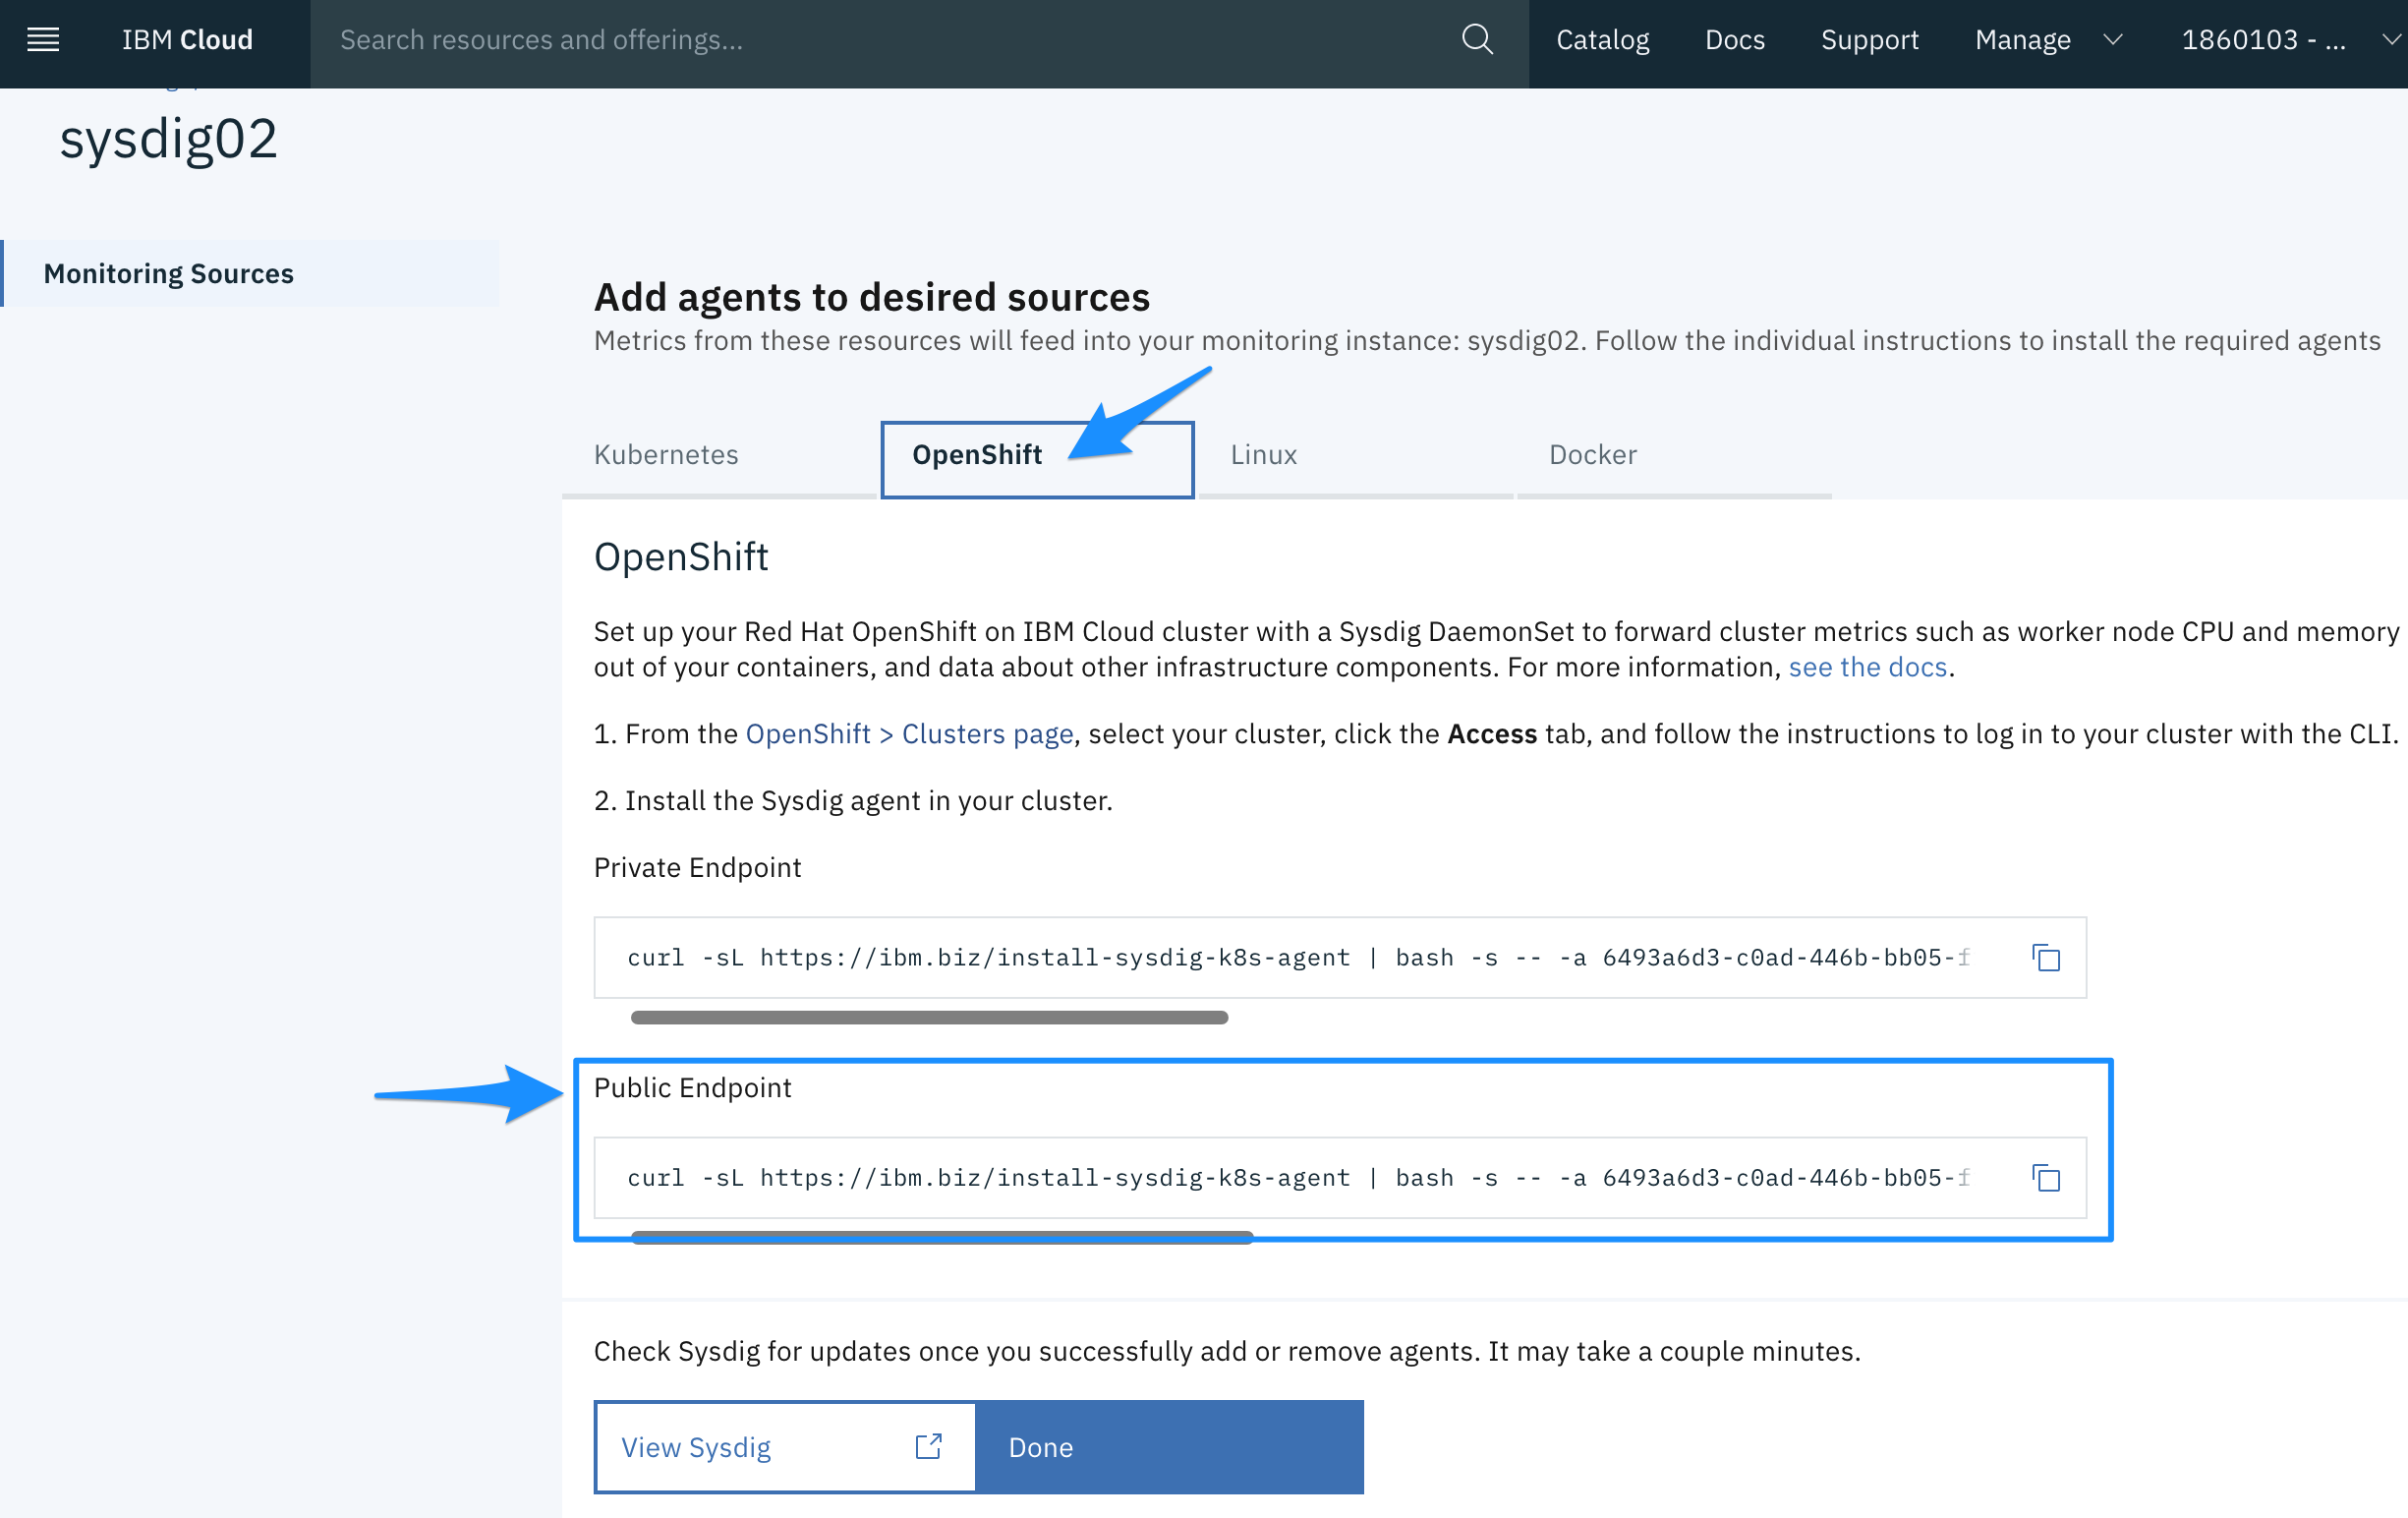 IBM Cloud
Search resources and offerings...
Catalog
Docs
Support
Manage
1860103 - ...
sysdig02
Monitoring Sources
Add agents to desired sources
Metrics from these resources will feed into your monitoring instance: sysdig02. Follow the individual instructions to install the required agents
Kubernetes
OpenShift
Linux
Docker
OpenShift
Set up your Red Hat OpenShift on IBM Cloud cluster with a Sysdig DaemonSet to forward cluster metrics such as worker node CPU and memory
out of your containers, and data about other infrastructure components. For more information, see the docs.
1. From the OpenShift > Clusters page, select your cluster, click the Access tab, and follow the instructions to log in to your cluster with the CLI.
2. Install the Sysdig agent in your cluster.
Private Endpoint
curl -sL https://ibm.biz/install-sysdig-k8s-agent | bash -s -- -a 6493a6d3-c0ad-446b-bb05-f
Public Endpoint
curl -sL https://ibm.biz/install-sysdig-k8s-agent | bash -s -- -a 6493a6d3-c0ad-446b-bb05-f
Check Sysdig for updates once you successfully add or remove agents. It may take a couple minutes.
View Sysdig
Done